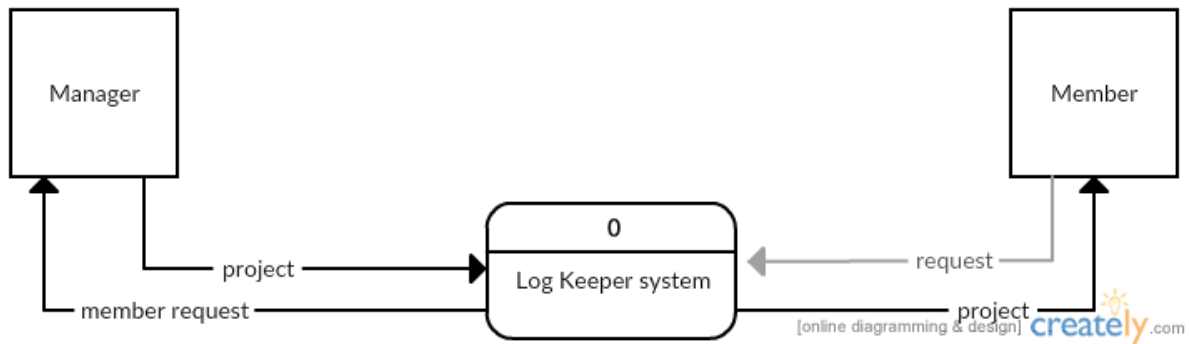 Manager
Member
0
Log Keeper system
project
request
member request
project
[online diagramming & design] creately.com